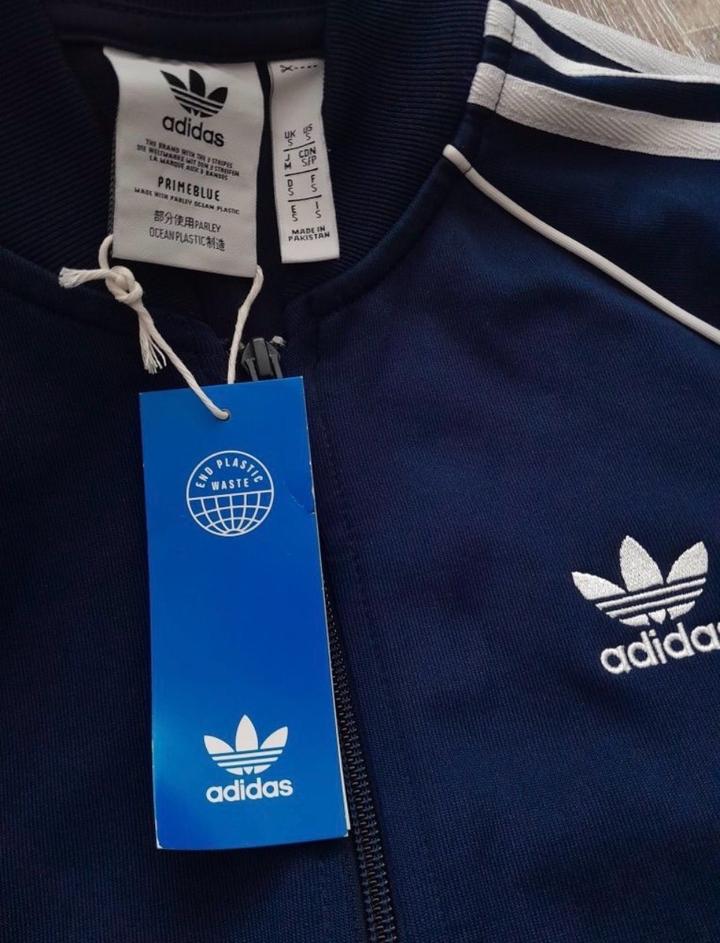 adidas
THE BRAND WITH THE 3 STRIPES
DIE WELTMARKE MIT DEN 3 STREIFEN
LA MARQUE AUX 3 BANDES
PRIMEBLUE
MADE WITH PARLEY OCEAN PLASTIC
部分使用PARLEY
OCEAN PLASTIC制造
UK US
S S
J CDN
M S/P
D F
S S
E I
S S
MADE IN
PAKISTAN
END PLASTIC
WASTE
adidas
adidas